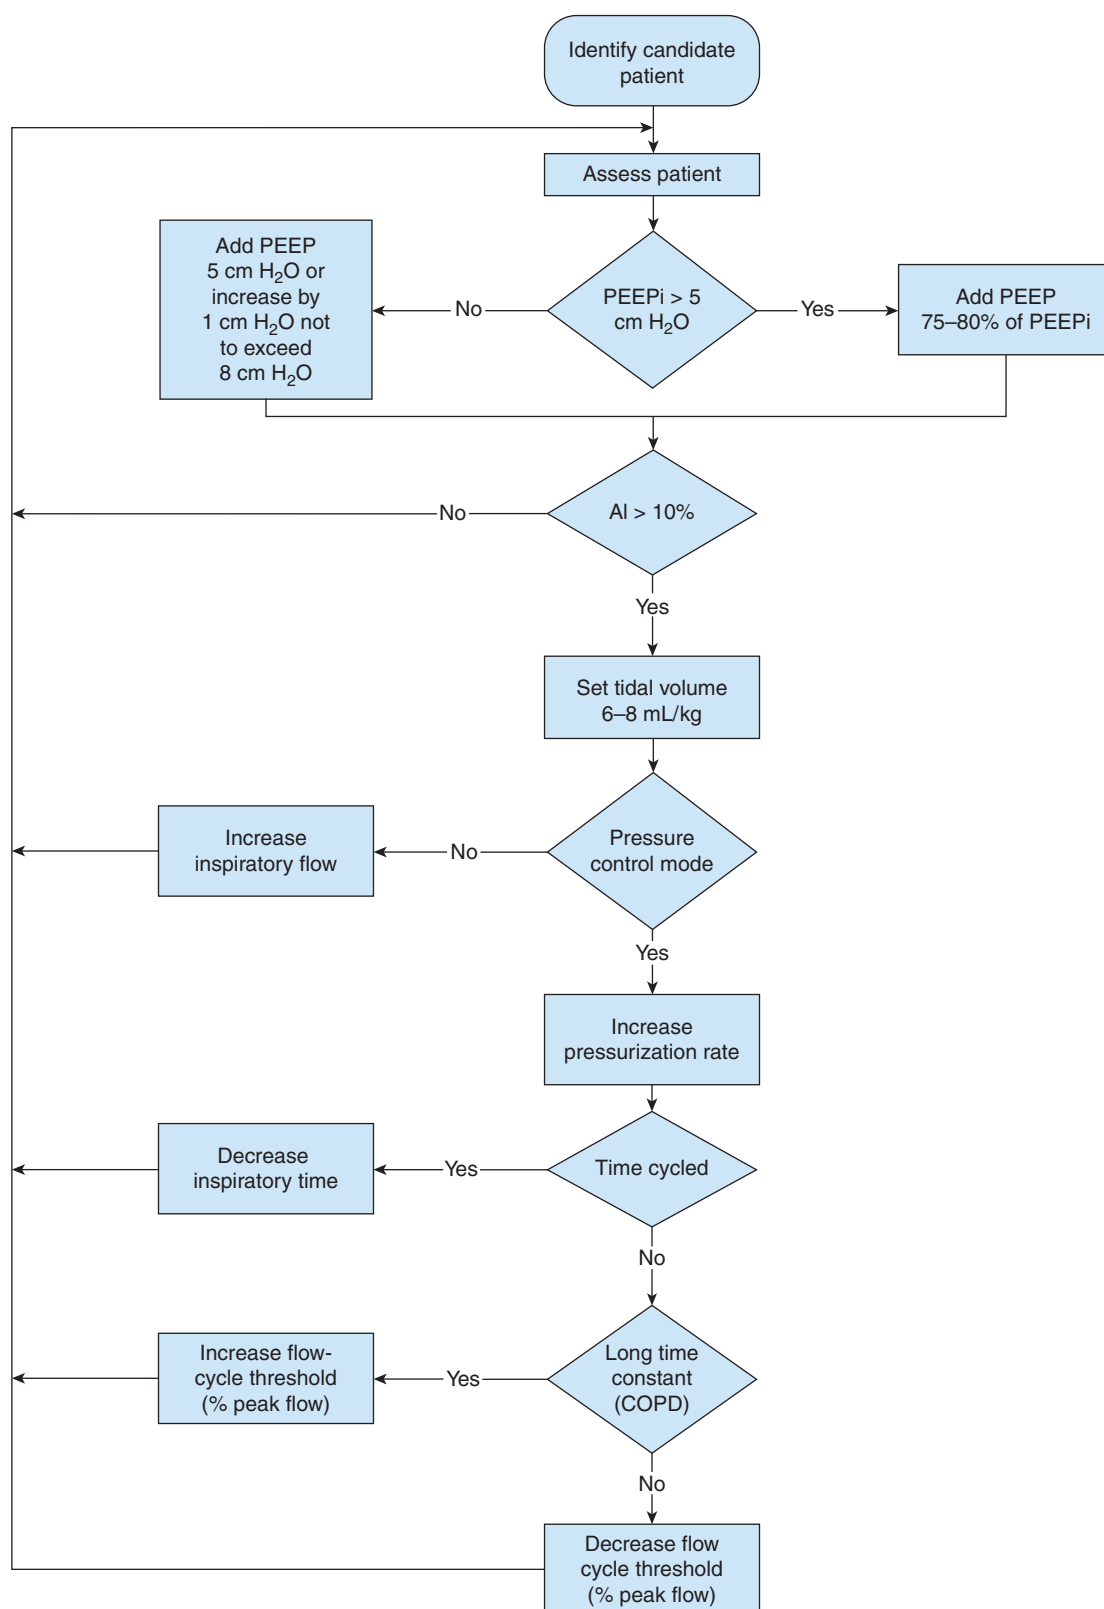 Identify candidate
patient
Assess patient
Add PEEP
5 cm H₂O or
increase by
1 cm H₂O not
to exceed
8 cm H₂O
No
PEEPi > 5
cm H₂O
Yes
Add PEEP
75–80% of PEEPi
No
AI > 10%
Yes
Set tidal volume
6–8 mL/kg
Increase
inspiratory flow
No
Pressure
control mode
Yes
Increase
pressurization rate
Decrease
inspiratory time
Yes
Time cycled
No
Increase flow-
cycle threshold
(% peak flow)
Yes
Long time
constant
(COPD)
No
Decrease flow
cycle threshold
(% peak flow)